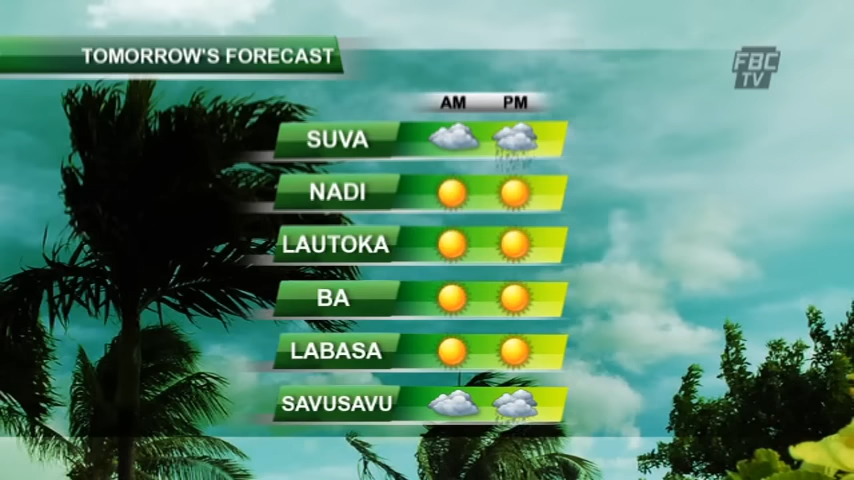 TOMORROW'S FORECAST
FBC
TV
AM PM
SUVA
NADI
LAUTOKA
BA
LABASA
SAVUSAVU